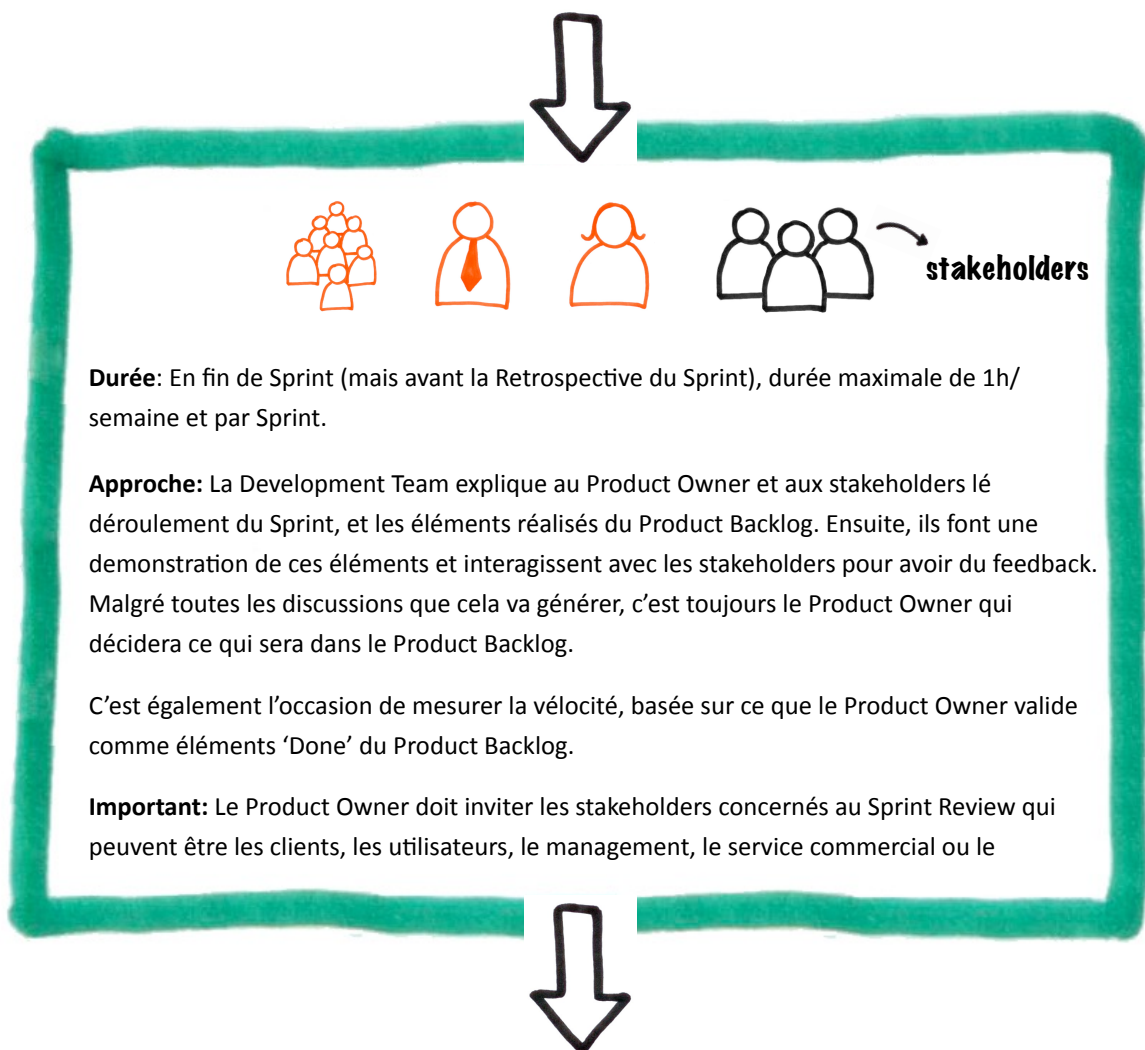 stakeholders
Durée: En fin de Sprint (mais avant la Retrospective du Sprint), durée maximale de 1h/
semaine et par Sprint.
Approche: La Development Team explique au Product Owner et aux stakeholders lé
déroulement du Sprint, et les éléments réalisés du Product Backlog. Ensuite, ils font une
demonstration de ces éléments et interagissent avec les stakeholders pour avoir du feedback.
Malgré toutes les discussions que cela va générer, c’est toujours le Product Owner qui
décidera ce qui sera dans le Product Backlog.
C’est également l’occasion de mesurer la vélocité, basée sur ce que le Product Owner valide
comme éléments ‘Done’ du Product Backlog.
Important: Le Product Owner doit inviter les stakeholders concernés au Sprint Review qui
peuvent être les clients, les utilisateurs, le management, le service commercial ou le